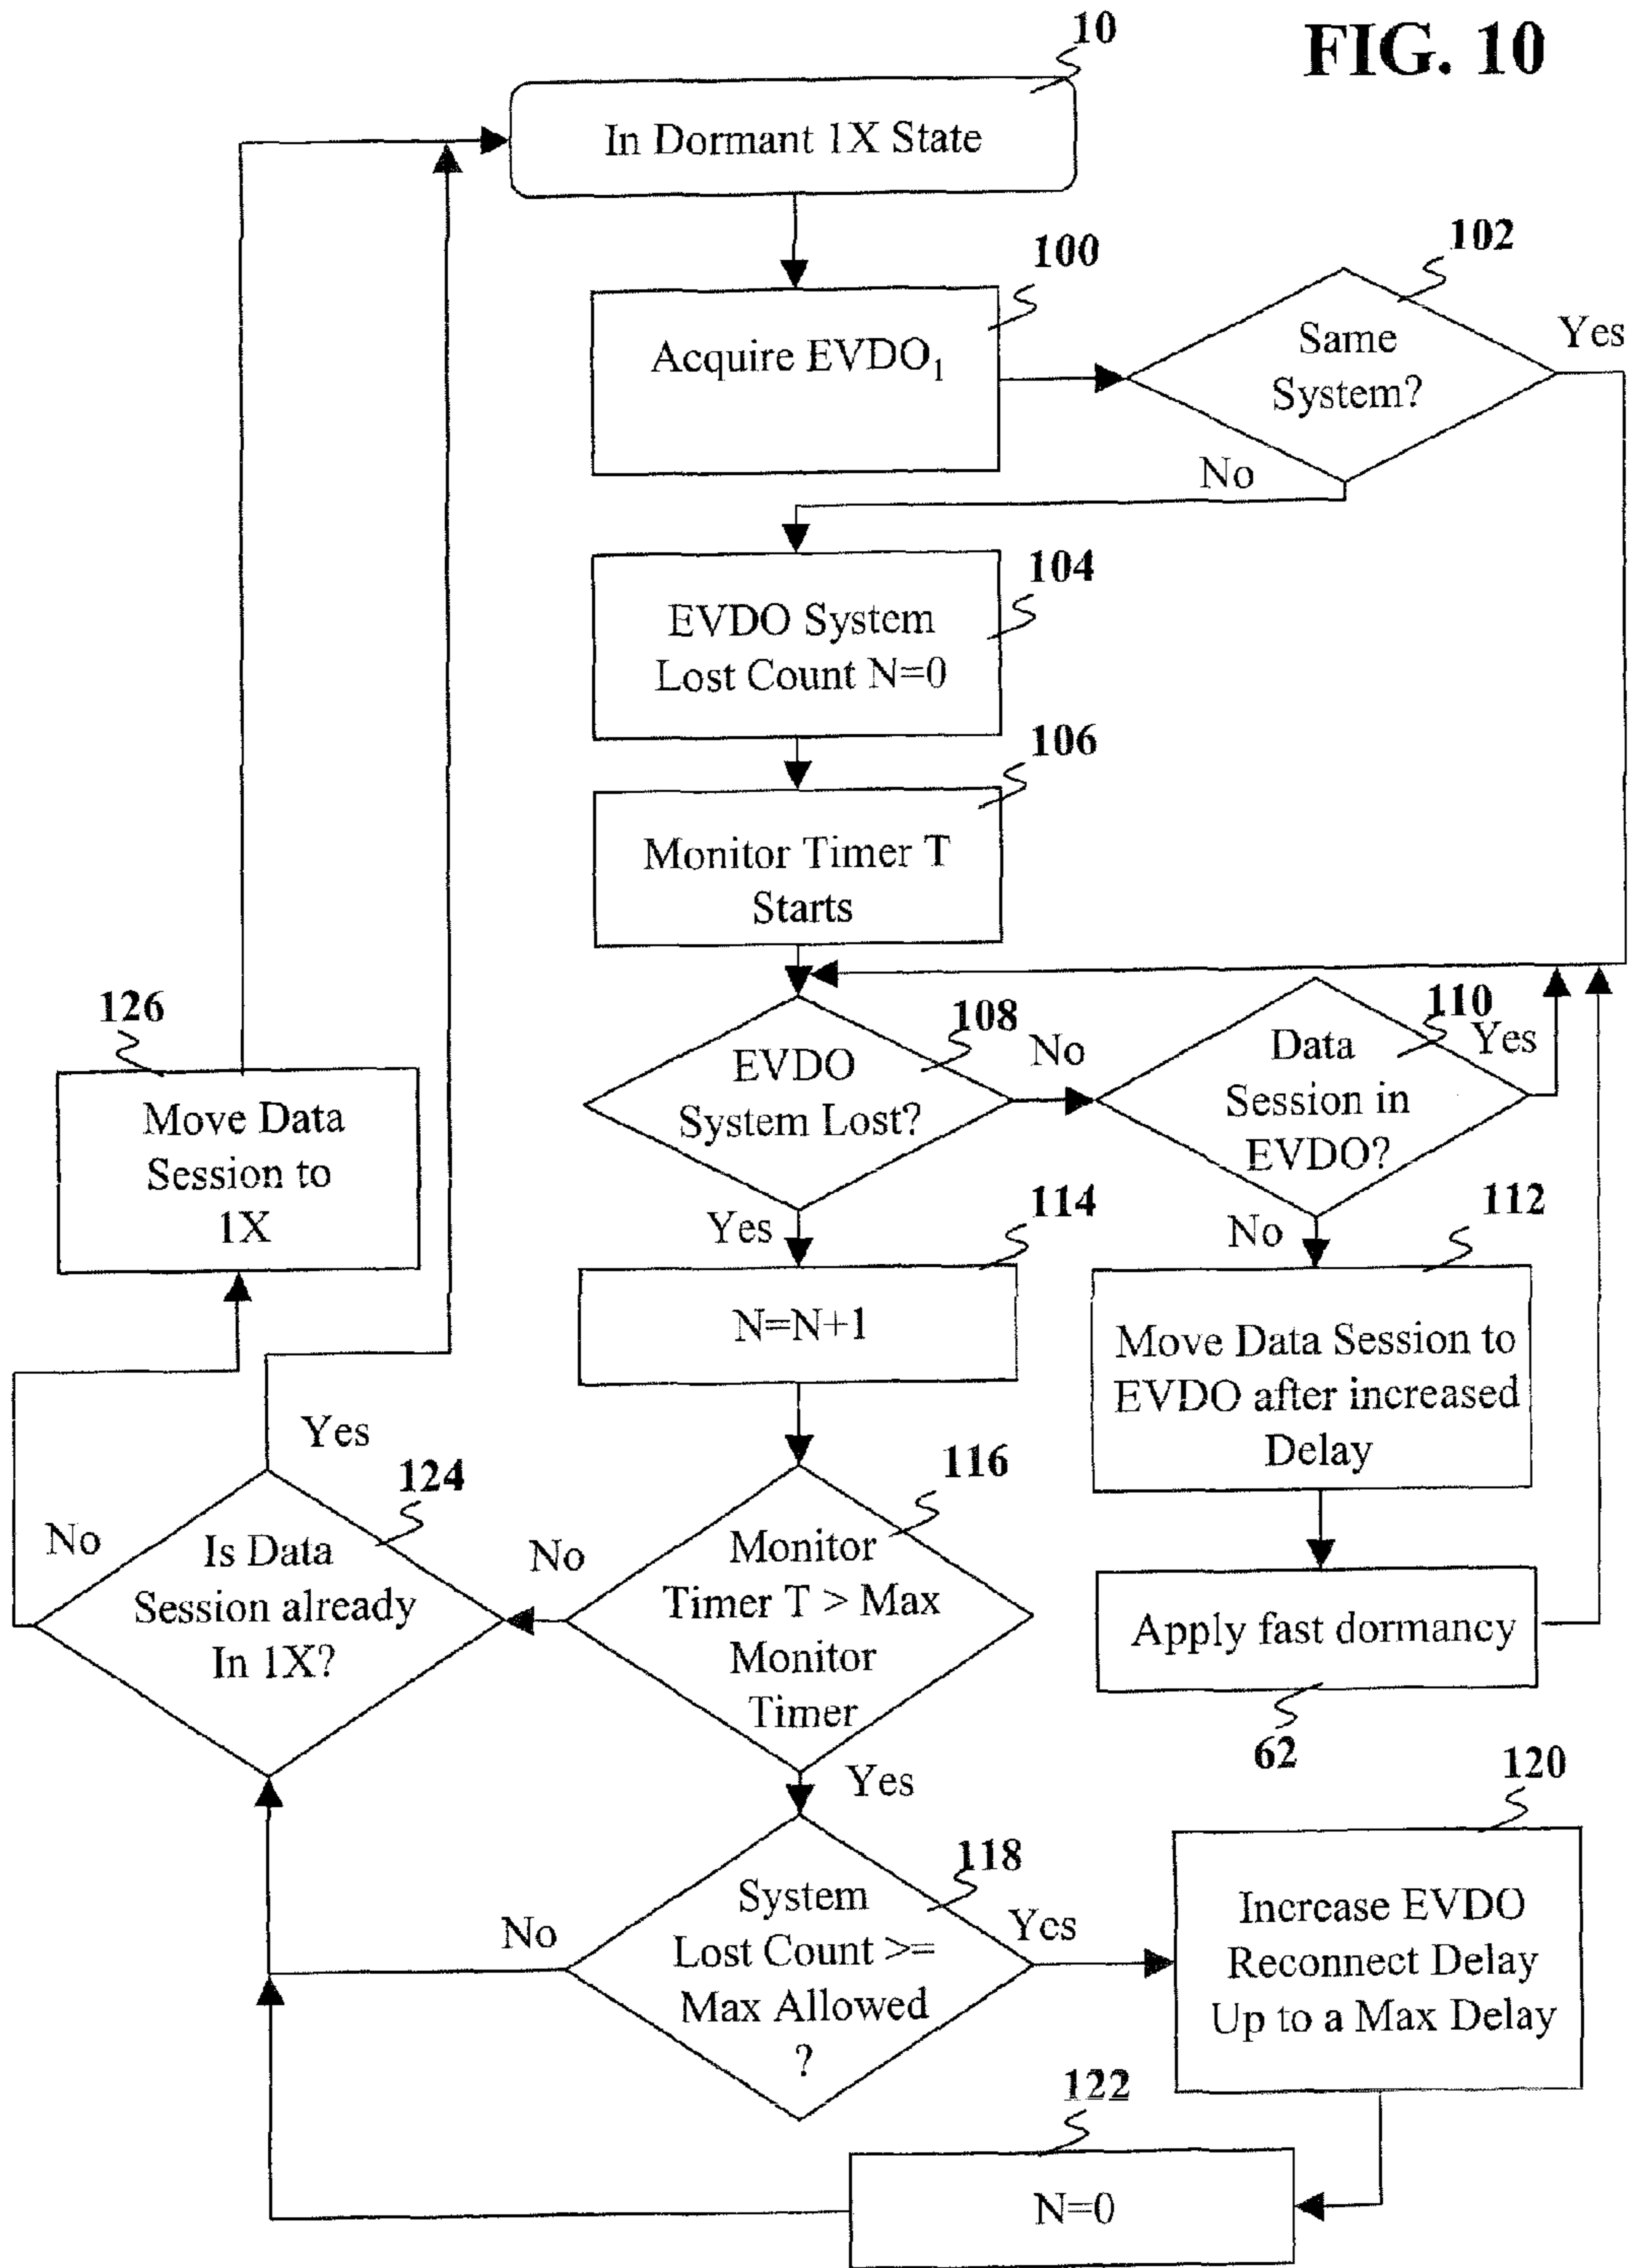 FIG. 10
10
In Dormant 1X State
100
Acquire EVDO1
102
Same
System?
Yes
No
104
EVDO System
Lost Count N=0
106
Monitor Timer T
Starts
108
EVDO
System Lost?
No
110
Data
Session in
EVDO?
Yes
126
Move Data
Session to
1X
Yes
114
N=N+1
No
112
Move Data Session to
EVDO after increased
Delay
Apply fast dormancy
62
Yes
124
Is Data
Session already
In 1X?
No
No
116
Monitor
Timer T > Max
Monitor
Timer
Yes
118
System
Lost Count >=
Max Allowed
?
No
Yes
120
Increase EVDO
Reconnect Delay
Up to a Max Delay
122
N=0